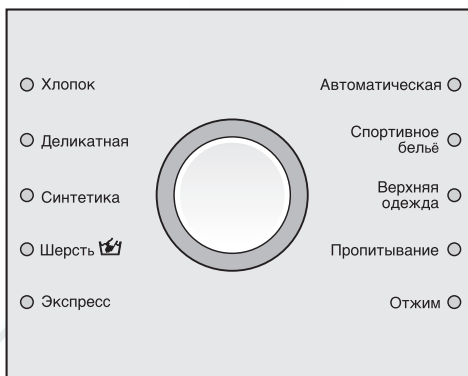 Хлопок
Деликатная
Синтетика
Шерсть
Экспресс
Автоматическая
Спортивное
бельё
Верхняя
одежда
Пропитывание
Отжим